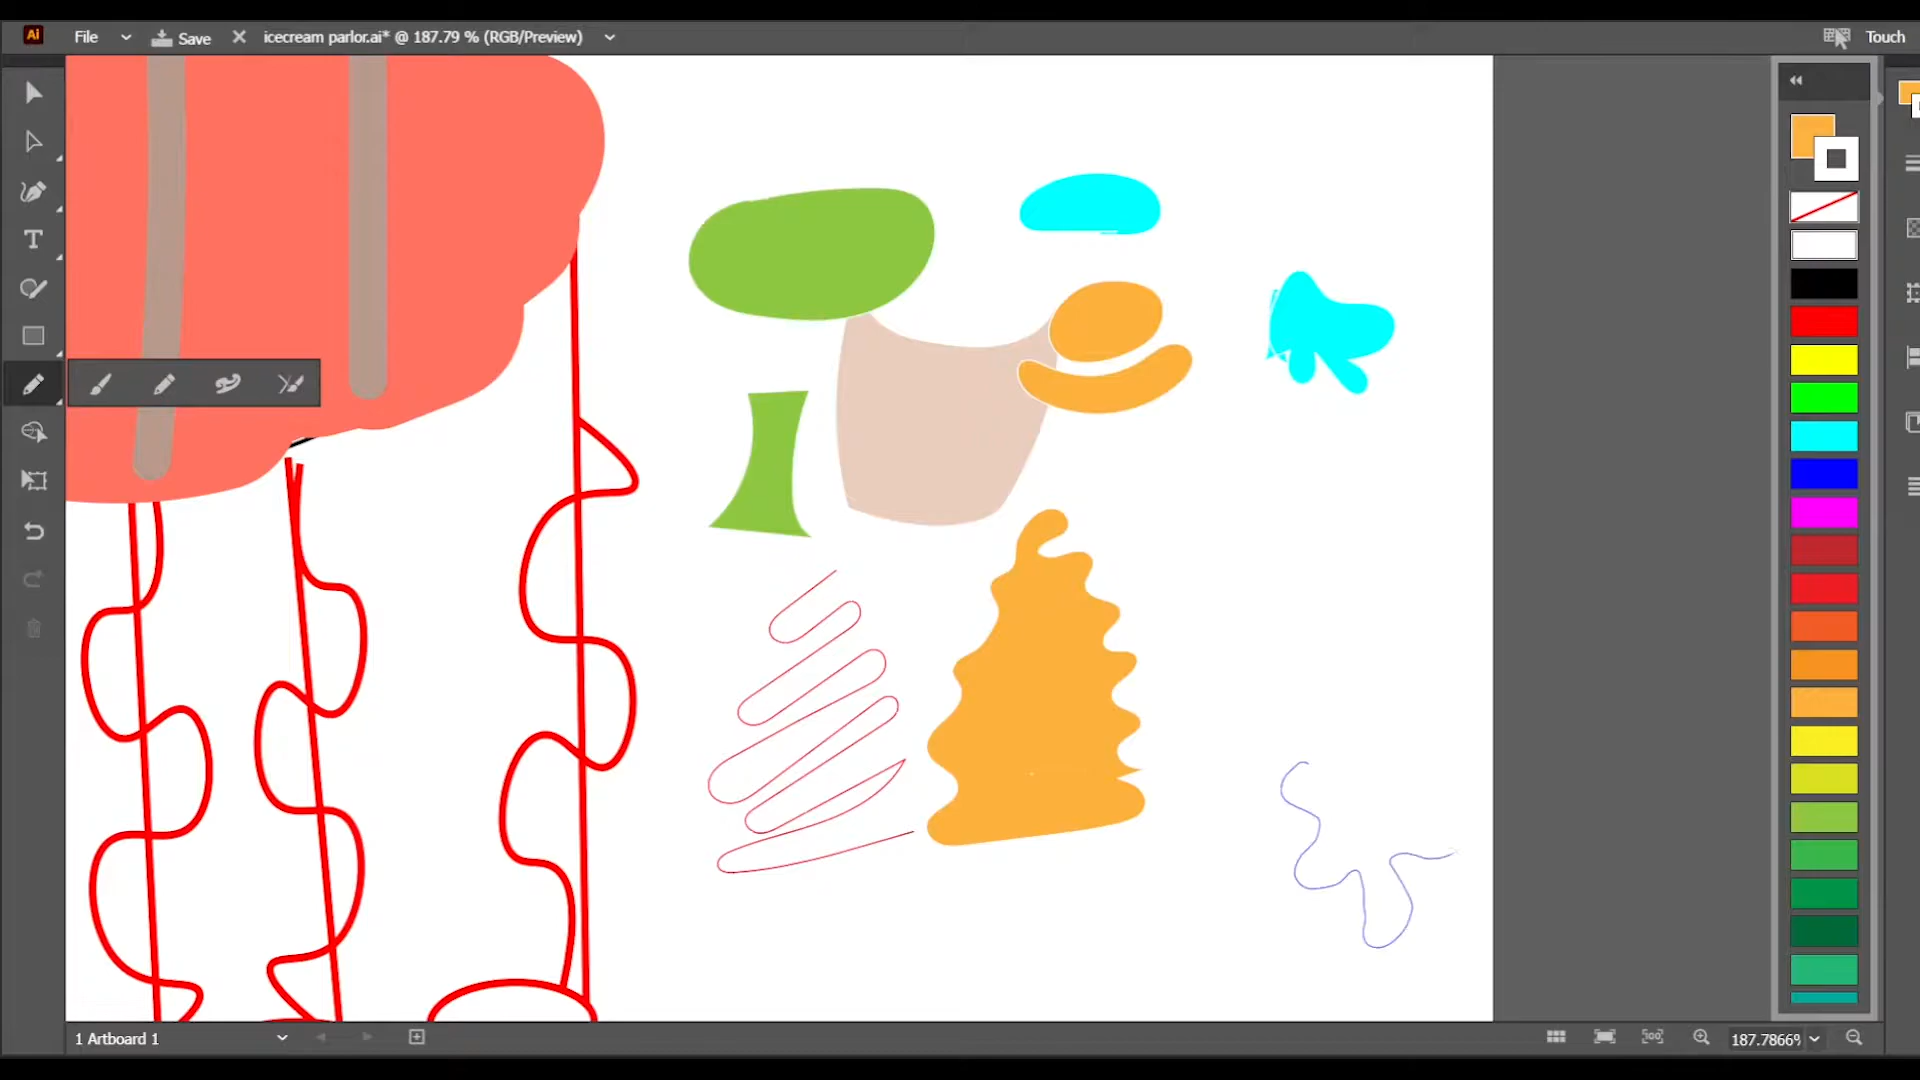 Ai File Save icecream parlor.ai* @ 187.79 % (RGB/Preview) Touch
T
1 Artboard 1 187.7866%